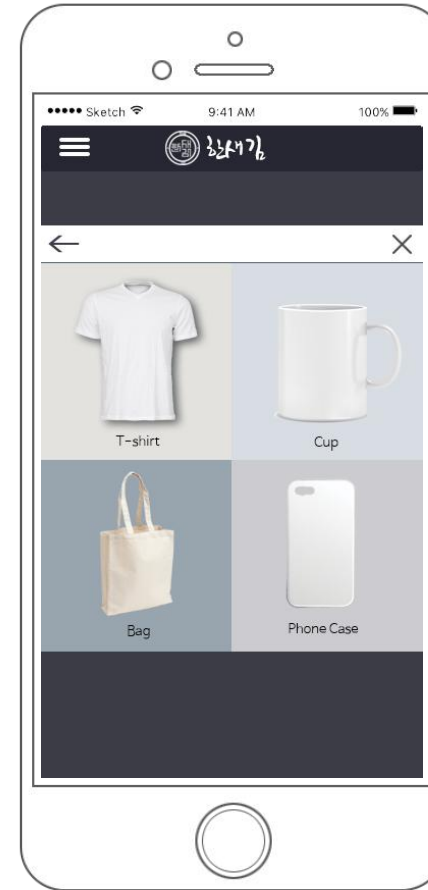 Sketch 9:41 AM 100%
한새김
T-shirt
Cup
Bag
Phone Case